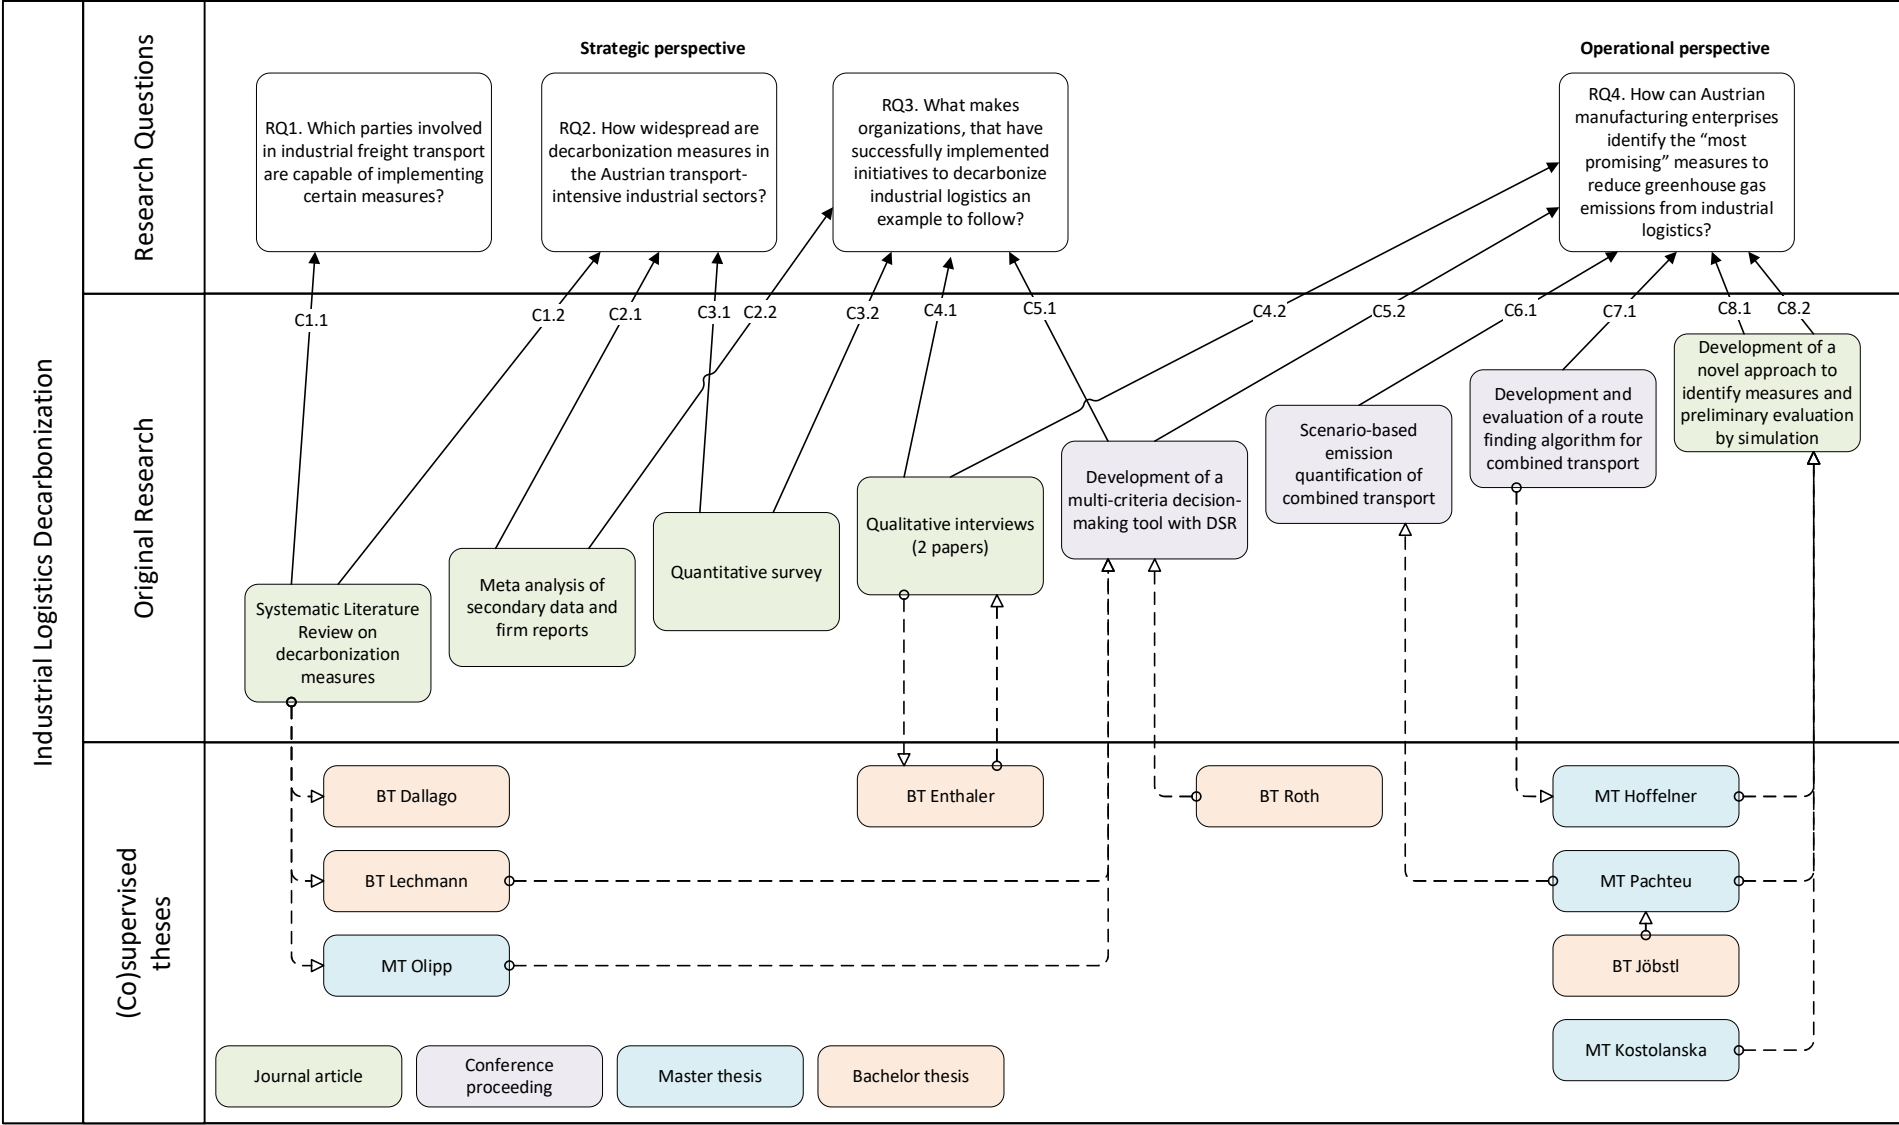 Industrial Logistics Decarbonization
Research Questions
Strategic perspective
Operational perspective
RQ1. Which parties involved
in industrial freight transport
are capable of implementing
certain measures?
RQ2. How widespread are
decarbonization measures in
the Austrian transport-
intensive industrial sectors?
RQ3. What makes
organizations, that have
successfully implemented
initiatives to decarbonize
industrial logistics an
example to follow?
RQ4. How can Austrian
manufacturing enterprises
identify the “most
promising” measures to
reduce greenhouse gas
emissions from industrial
logistics?
Original Research
C1.1
C1.2
C2.1
C3.1
C2.2
C3.2
C4.1
C5.1
C4.2
C5.2
C6.1
C7.1
C8.1
C8.2
Systematic Literature
Review on
decarbonization
measures
Meta analysis of
secondary data and
firm reports
Quantitative survey
Qualitative interviews
(2 papers)
Development of a
multi-criteria decision-
making tool with DSR
Scenario-based
emission
quantification of
combined transport
Development and
evaluation of a route
finding algorithm for
combined transport
Development of a
novel approach to
identify measures and
preliminary evaluation
by simulation
(Co)supervised
theses
BT Dallago
BT Enthaler
BT Roth
MT Hoffelner
BT Lechmann
MT Pachteu
MT Olipp
BT Jöbstl
MT Kostolanska
Journal article
Conference
proceeding
Master thesis
Bachelor thesis